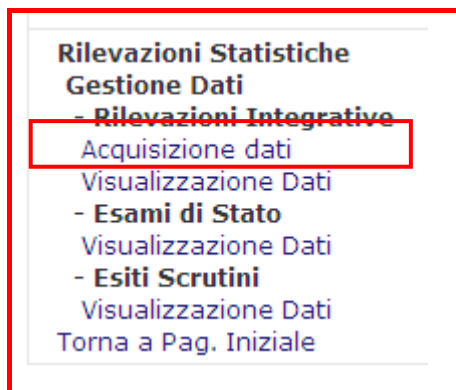 Rilevazioni Statistiche
Gestione Dati
- Rilevazioni Integrative
Acquisizione dati
Visualizzazione Dati
- Esami di Stato
Visualizzazione Dati
- Esiti Scrutini
Visualizzazione Dati
Torna a Pag. Iniziale